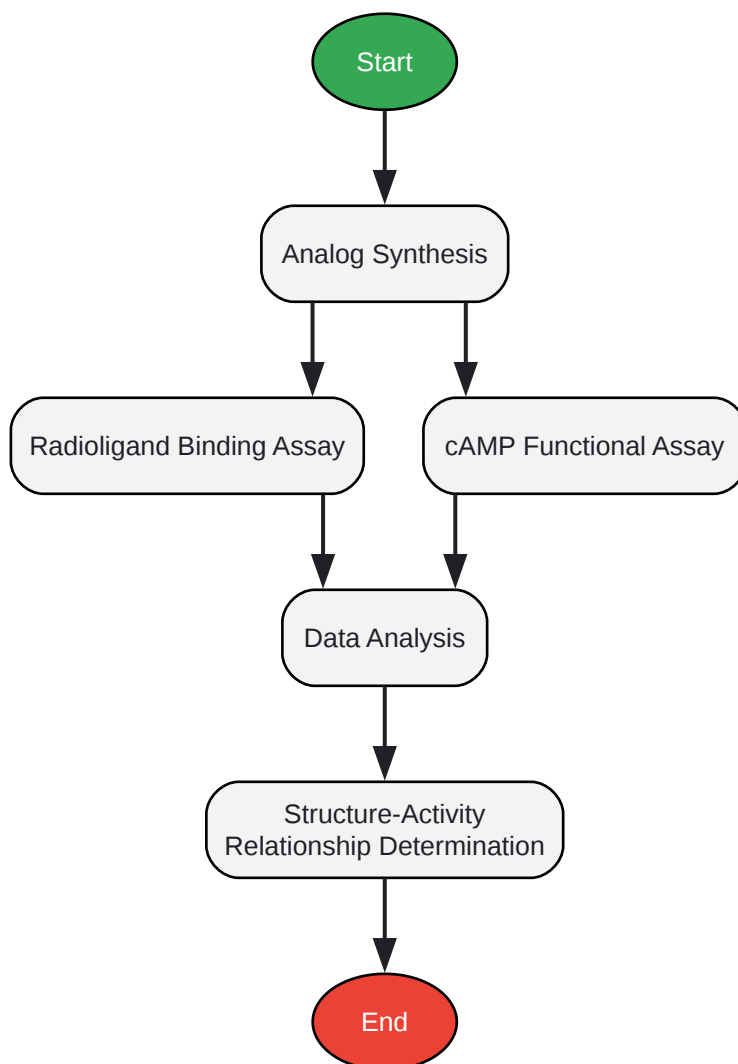 Start
Analog Synthesis
Radioligand Binding Assay
cAMP Functional Assay
Data Analysis
Structure-Activity
Relationship Determination
End